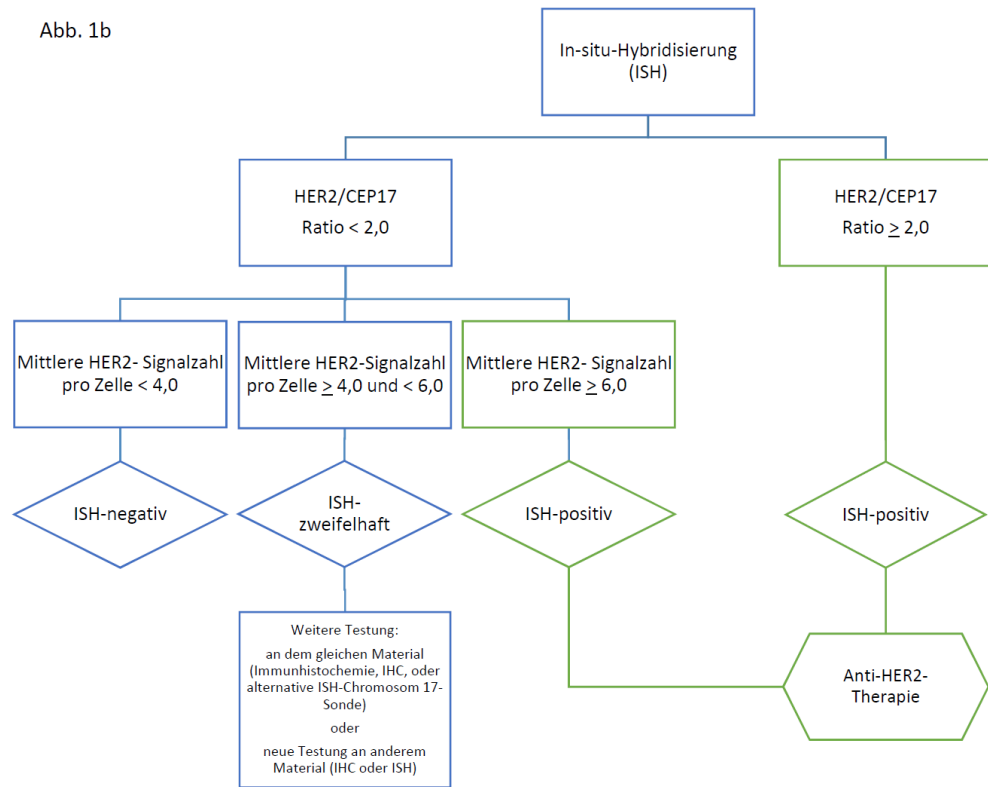 Abb. 1b
In-situ-Hybridisierung
(ISH)
HER2/CEP17
Ratio < 2,0
HER2/CEP17
Ratio ≥ 2,0
Mittlere HER2- Signalzahl
pro Zelle < 4,0
Mittlere HER2-Signalzahl
pro Zelle ≥ 4,0 und < 6,0
Mittlere HER2- Signalzahl
pro Zelle ≥ 6,0
ISH-negativ
ISH-
zweifelhaft
ISH-positiv
ISH-positiv
Weitere Testung:
an dem gleichen Material
(Immunhistochemie, IHC, oder
alternative ISH-Chromosom 17-
Sonde)
oder
neue Testung an anderem
Material (IHC oder ISH)
Anti-HER2-
Therapie